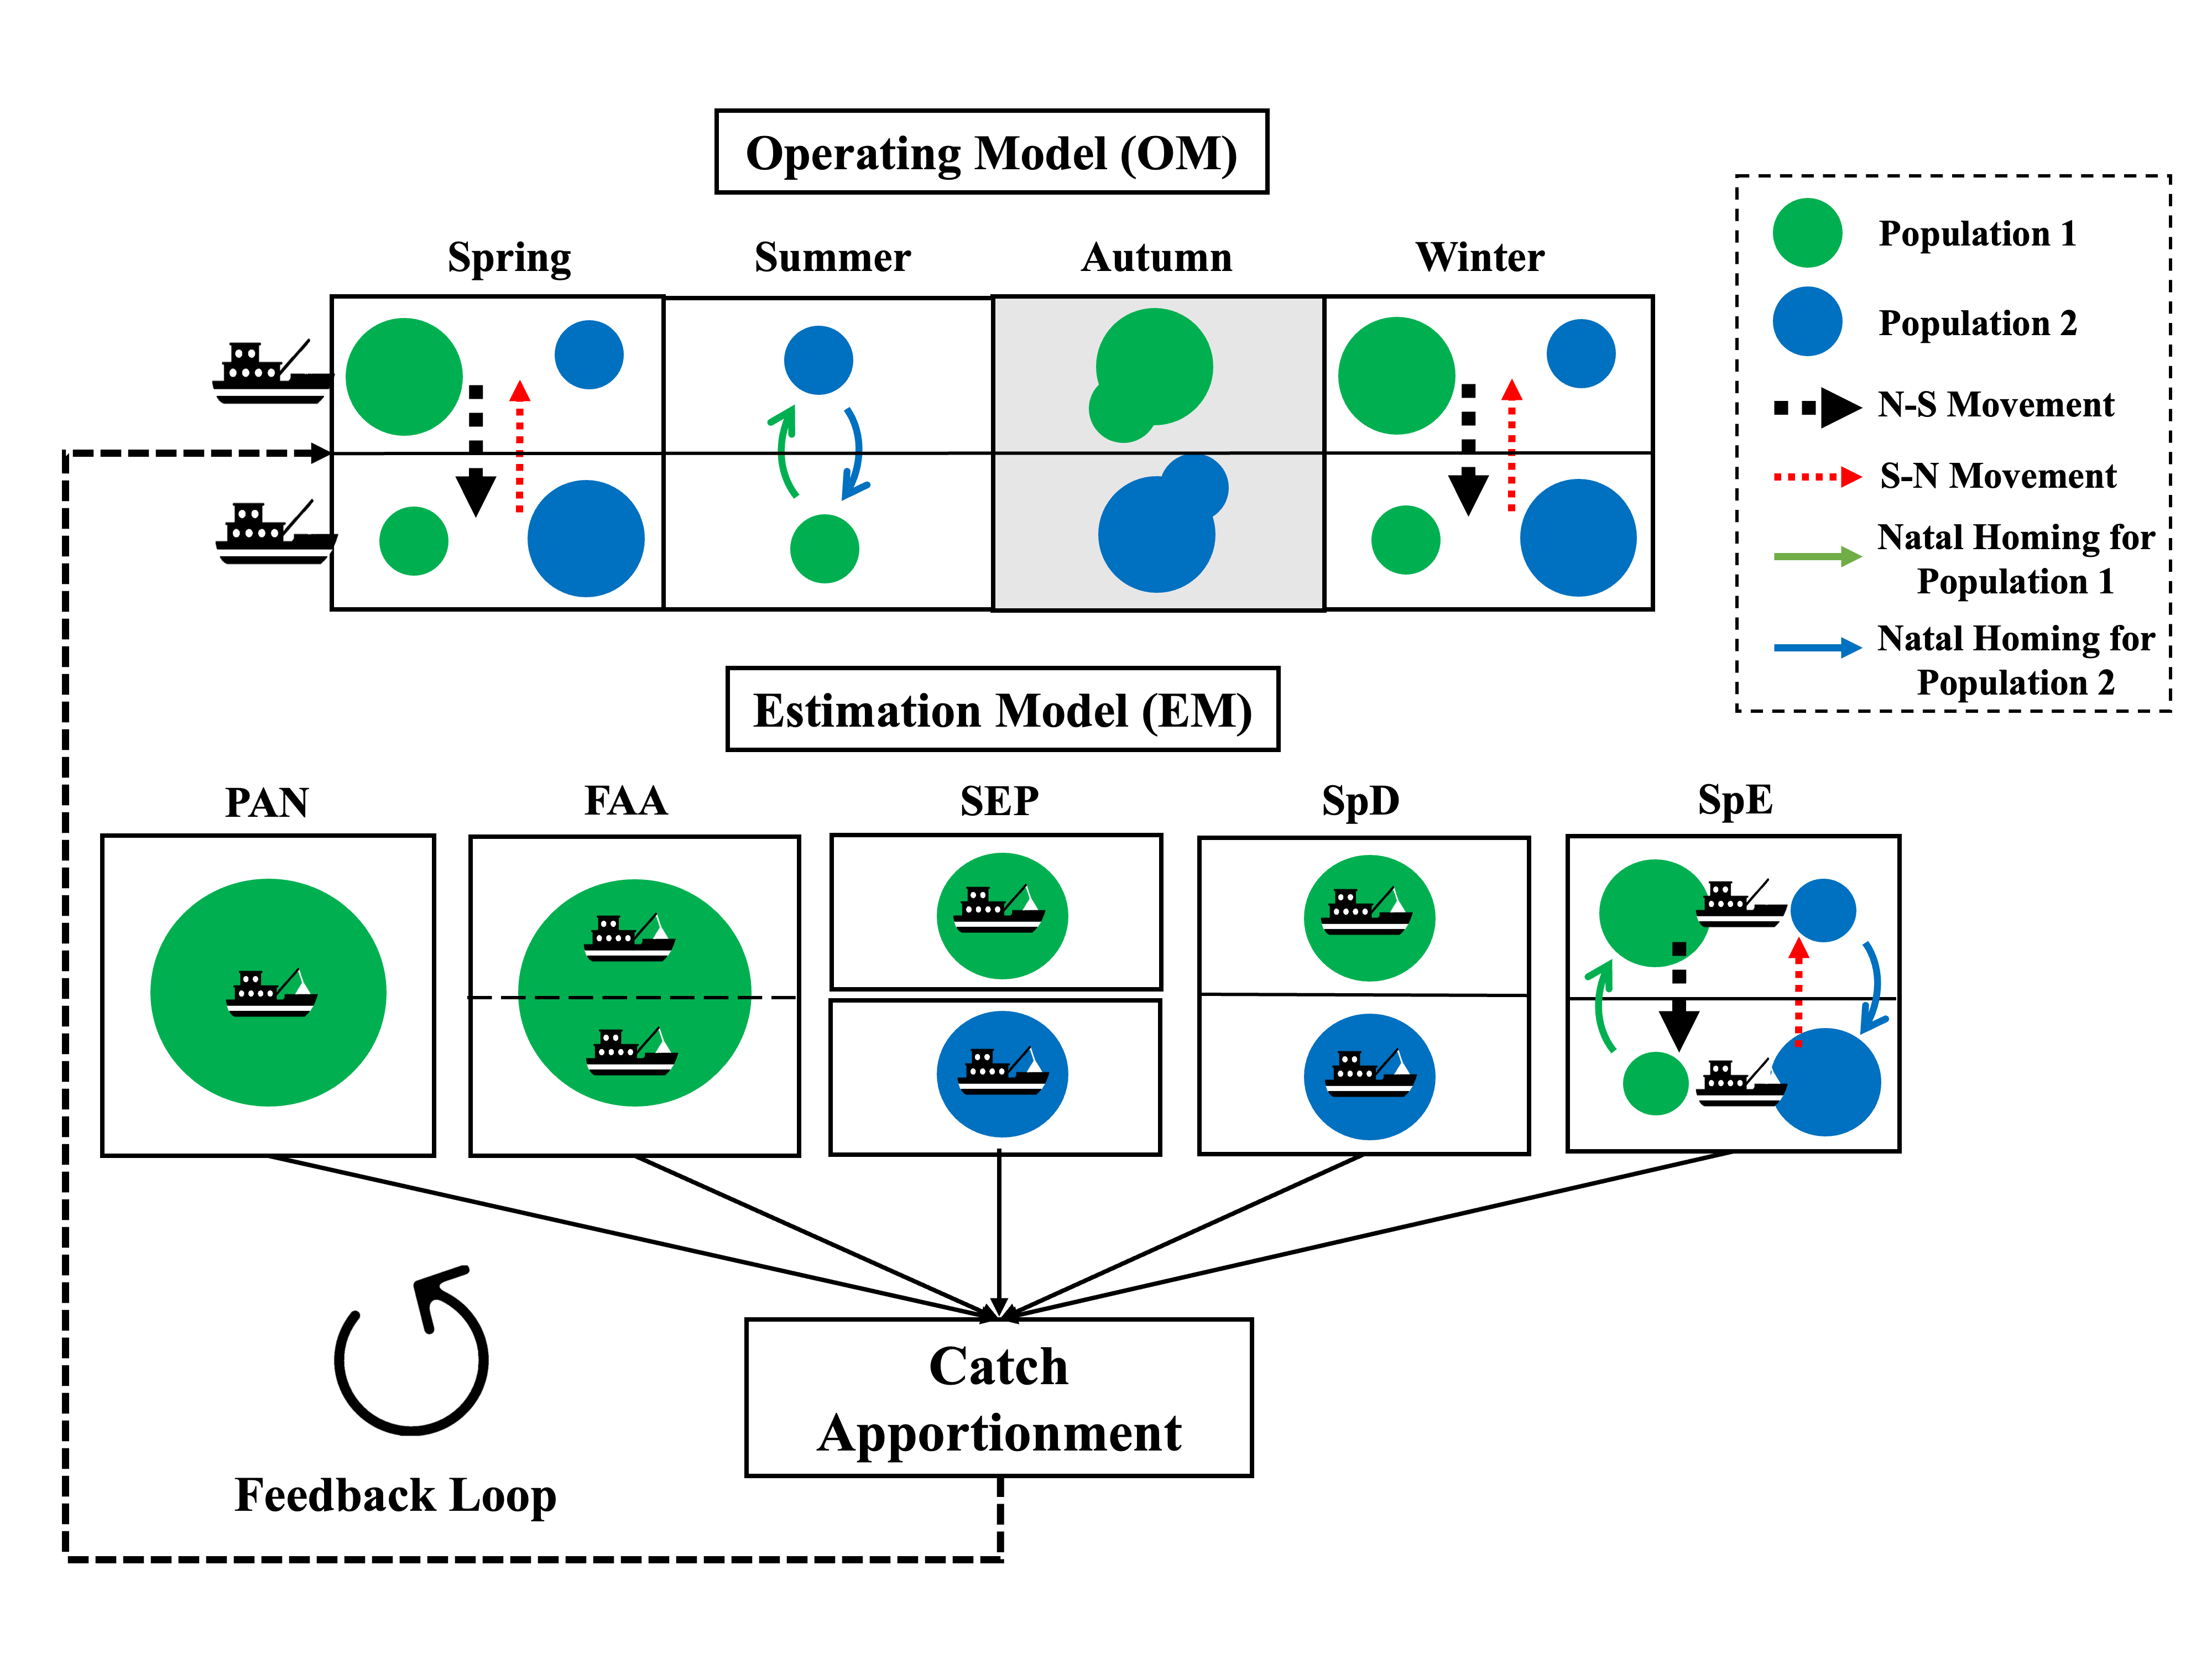 Operating Model (OM)
Spring
Summer
Autumn
Winter
Population 1
Population 2
N-S Movement
S-N Movement
Natal Homing for
Population 1
Natal Homing for
Population 2
Estimation Model (EM)
PAN
FAA
SEP
SpD
SpE
Catch
Apportionment
Feedback Loop